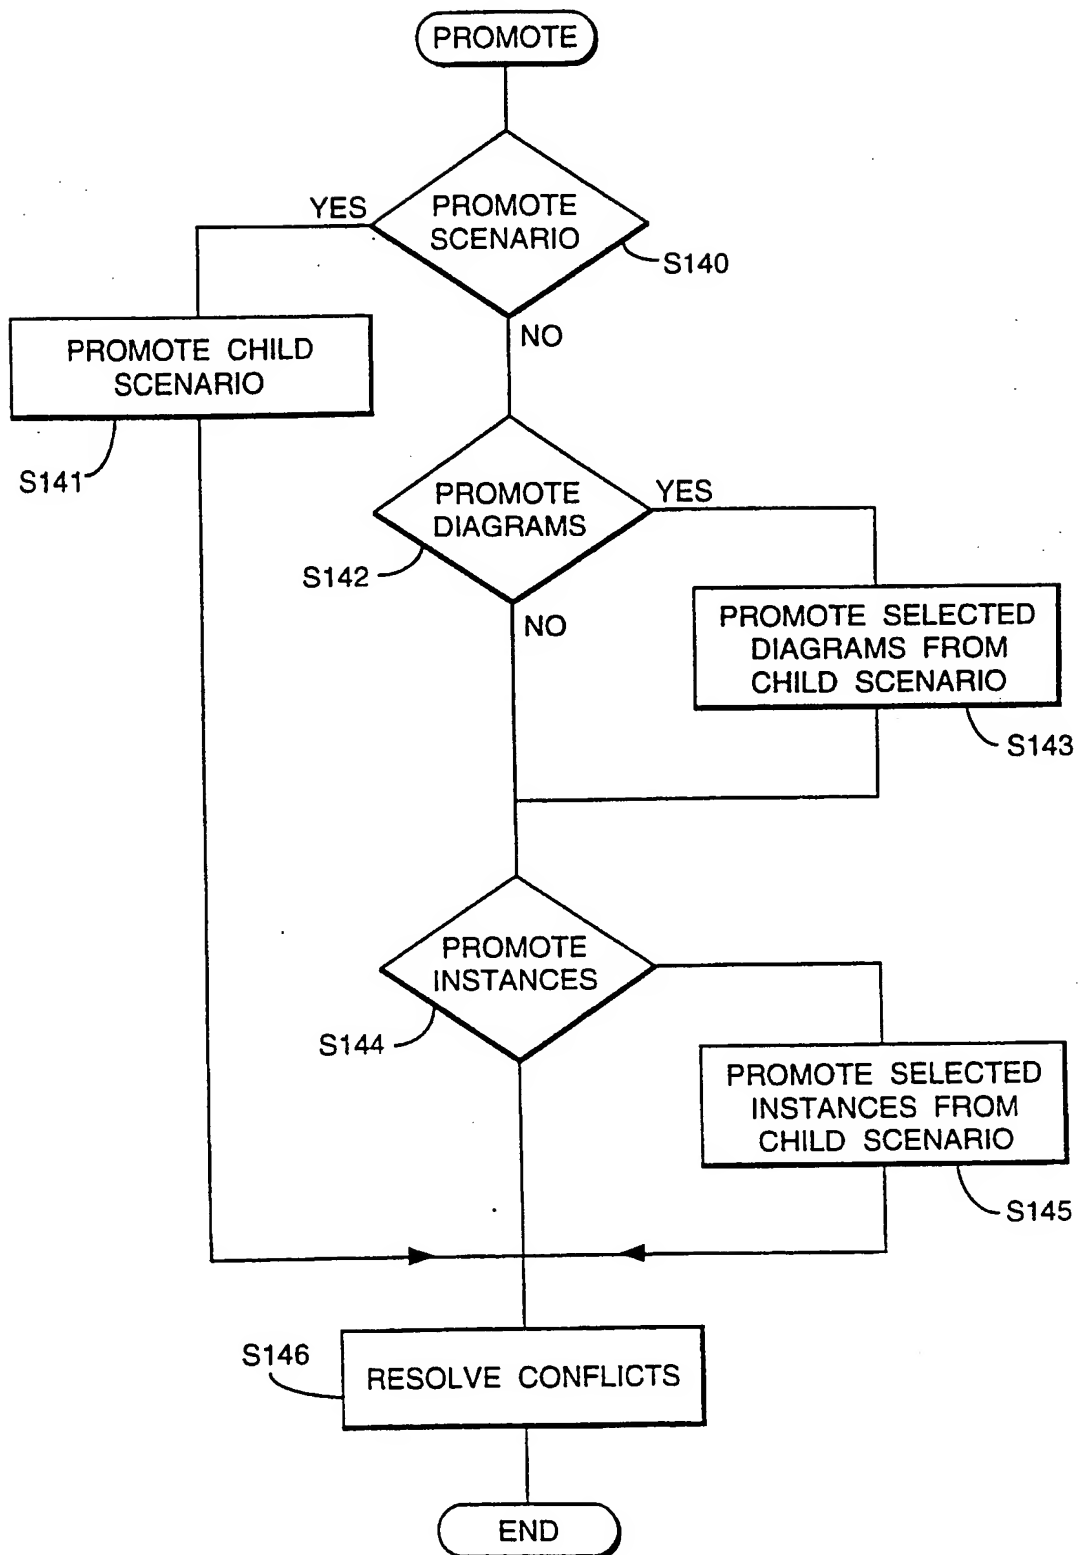 PROMOTE
YES
PROMOTE
SCENARIO
S140
NO
PROMOTE CHILD
SCENARIO
S141
PROMOTE
DIAGRAMS
YES
S142
NO
PROMOTE SELECTED
DIAGRAMS FROM
CHILD SCENARIO
S143
PROMOTE
INSTANCES
S144
PROMOTE SELECTED
INSTANCES FROM
CHILD SCENARIO
S145
S146
RESOLVE CONFLICTS
END